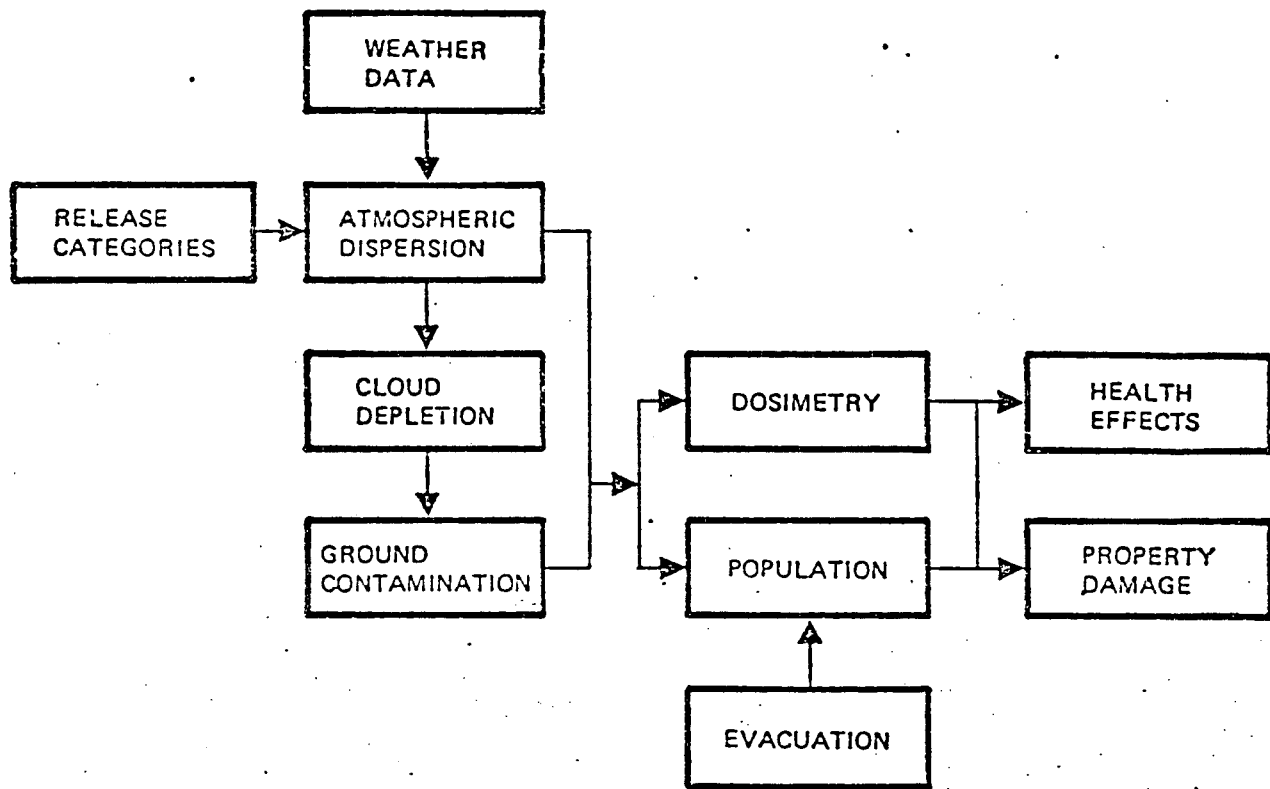 WEATHER
DATA
RELEASE
CATEGORIES
ATMOSPHERIC
DISPERSION
CLOUD
DEPLETION
DOSIMETRY
HEALTH
EFFECTS
GROUND
CONTAMINATION
POPULATION
PROPERTY
DAMAGE
EVACUATION